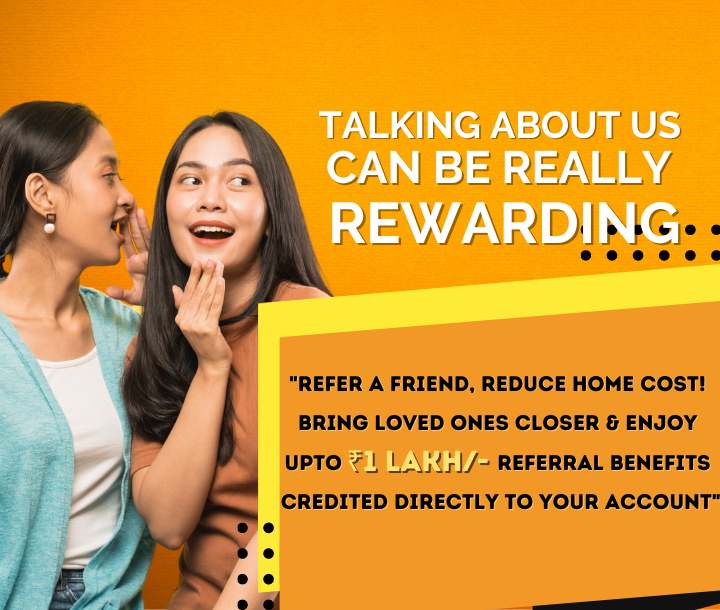 TALKING ABOUT US
CAN BE REALLY
REWARDING
"REFER A FRIEND, REDUCE HOME COST!
BRING LOVED ONES CLOSER & ENJOY
UPTO ₹1 LAKH/- REFERRAL BENEFITS
CREDITED DIRECTLY TO YOUR ACCOUNT"